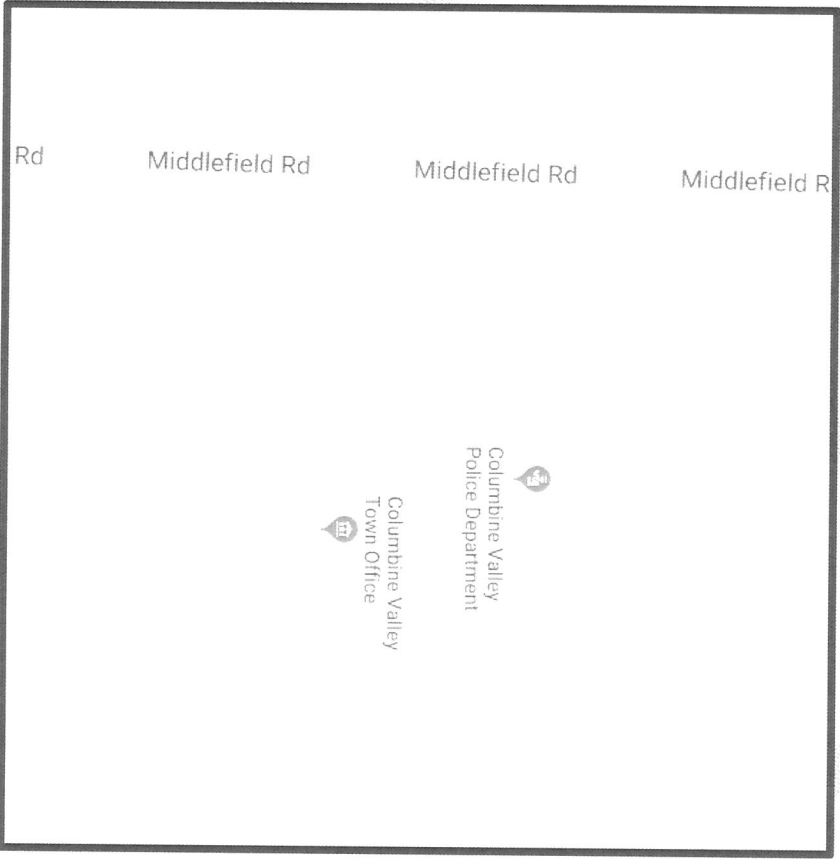 Rd
Middlefield Rd
Middlefield Rd
Middlefield R
Columbine Valley
Police Department
Columbine Valley
Town Office